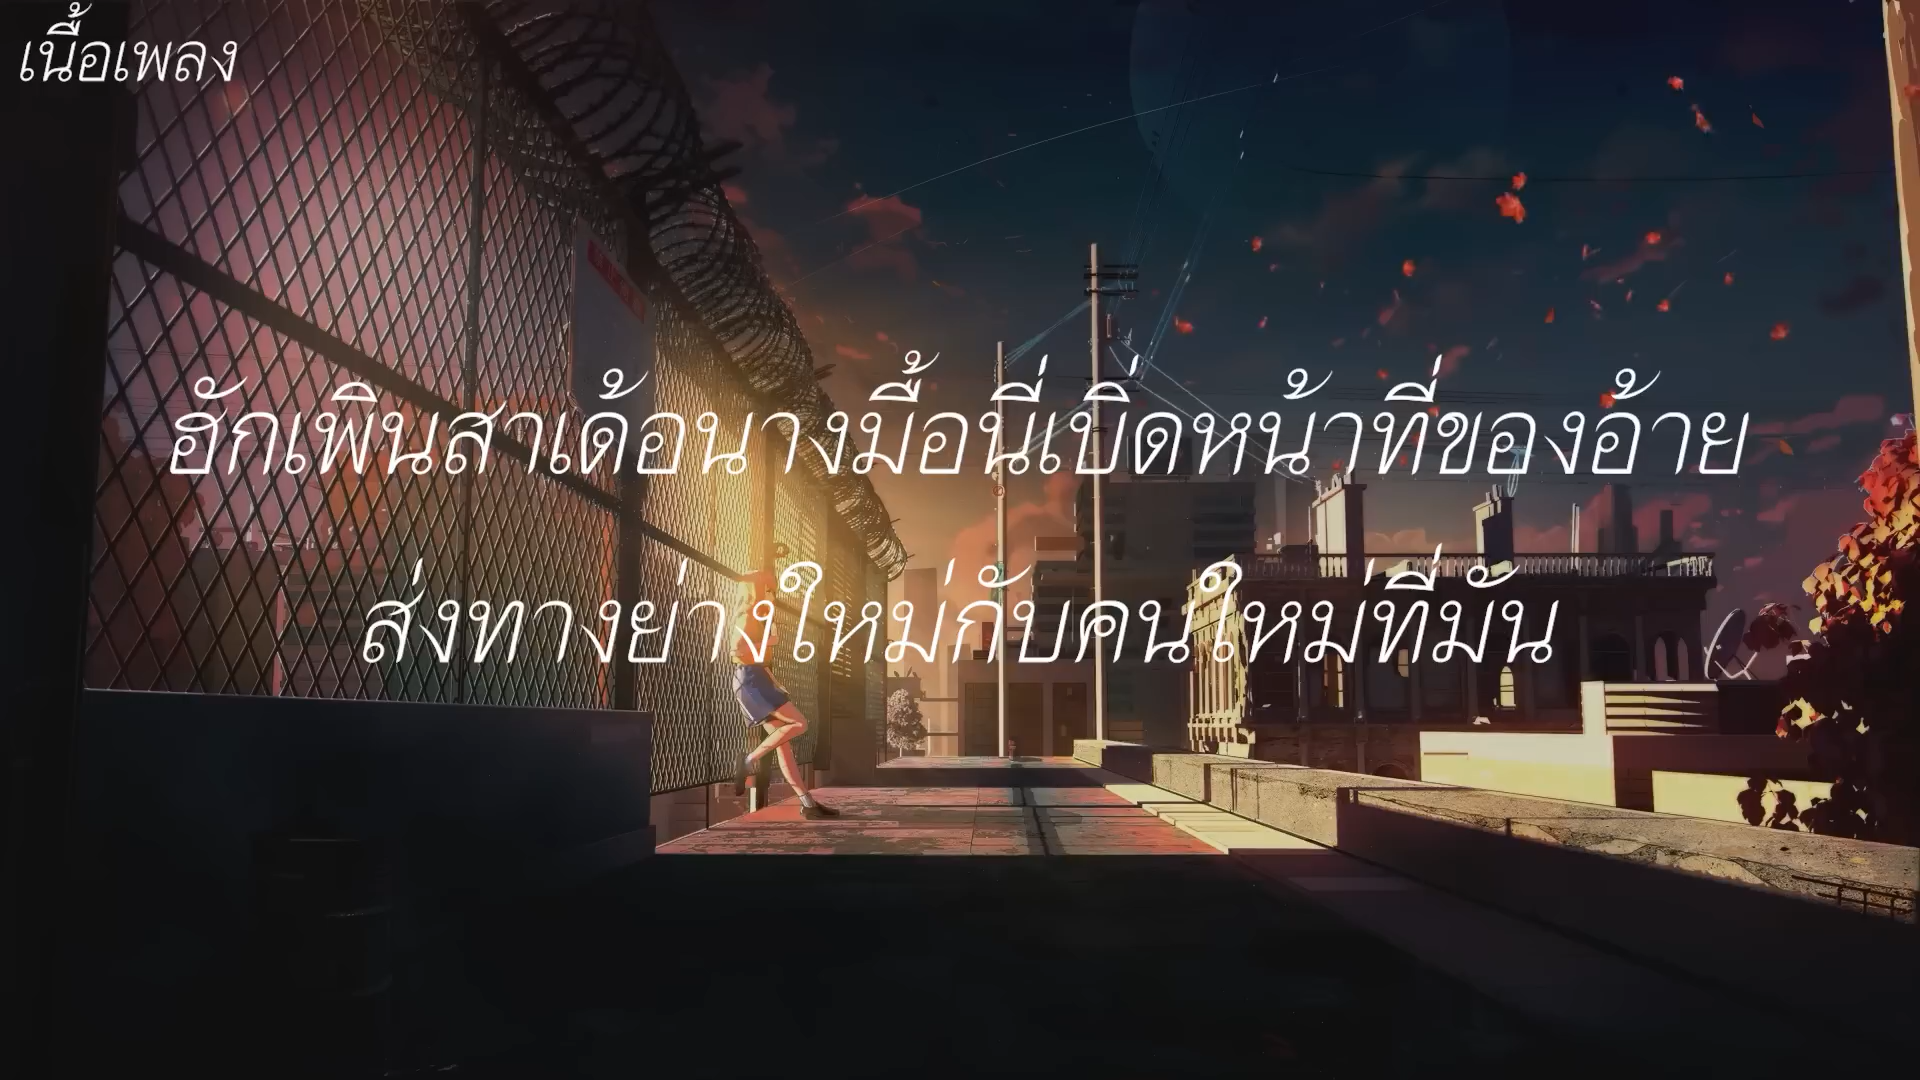 เนื้อเพลง
ฮักเพินสาเด้อนางมื้อนี่เบิ่ดหน้าที่ของอ้าย
ส่งทางย่างใหม่กับคนใหม่ที่มัน